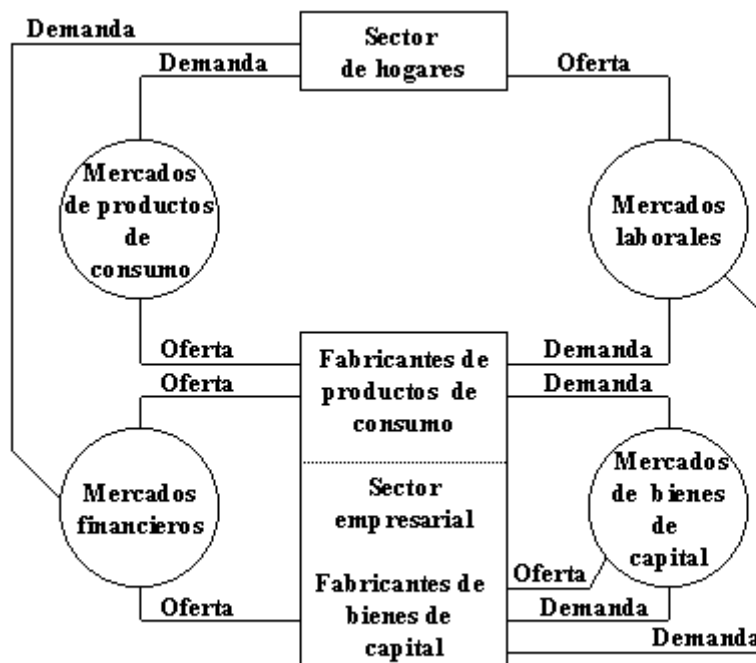 Demanda
Sector
de hogares
Demanda
Oferta
Mercados
de productos
de
consumo
Mercados
laborales
Oferta
Fabricantes de
productos de
consumo
Demanda
Oferta
Demanda
Mercados
financieros
Sector
empresarial
Mercados
de bienes
de
capital
Oferta
Fabricantes de
bienes de
capital
Oferta
Demanda
Demanda